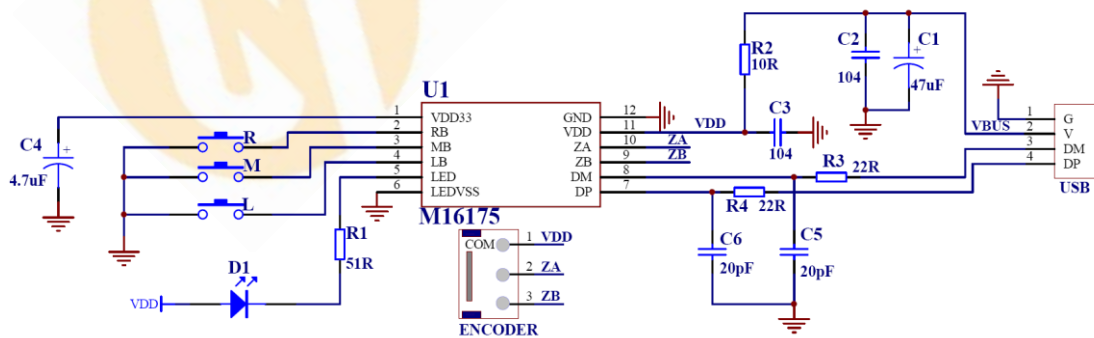 R2
10R
C2
104
C1
+
47uF
U1
C4
+
4.7uF
R
M
L
1 VDD33 GND 12
2 RB VDD 11 VDD
3 MB ZA 10 ZA
4 LB ZB 9 ZB
5 LED DM 8
6 LEDVSS DP 7
M16175
C3
104
VBUS
1 G
2 V
3 DM
4 DP
USB
R3
22R
R4
22R
R1
51R
D1
VDD
COM 1 VDD
2 ZA
3 ZB
ENCODER
C6
20pF
C5
20pF